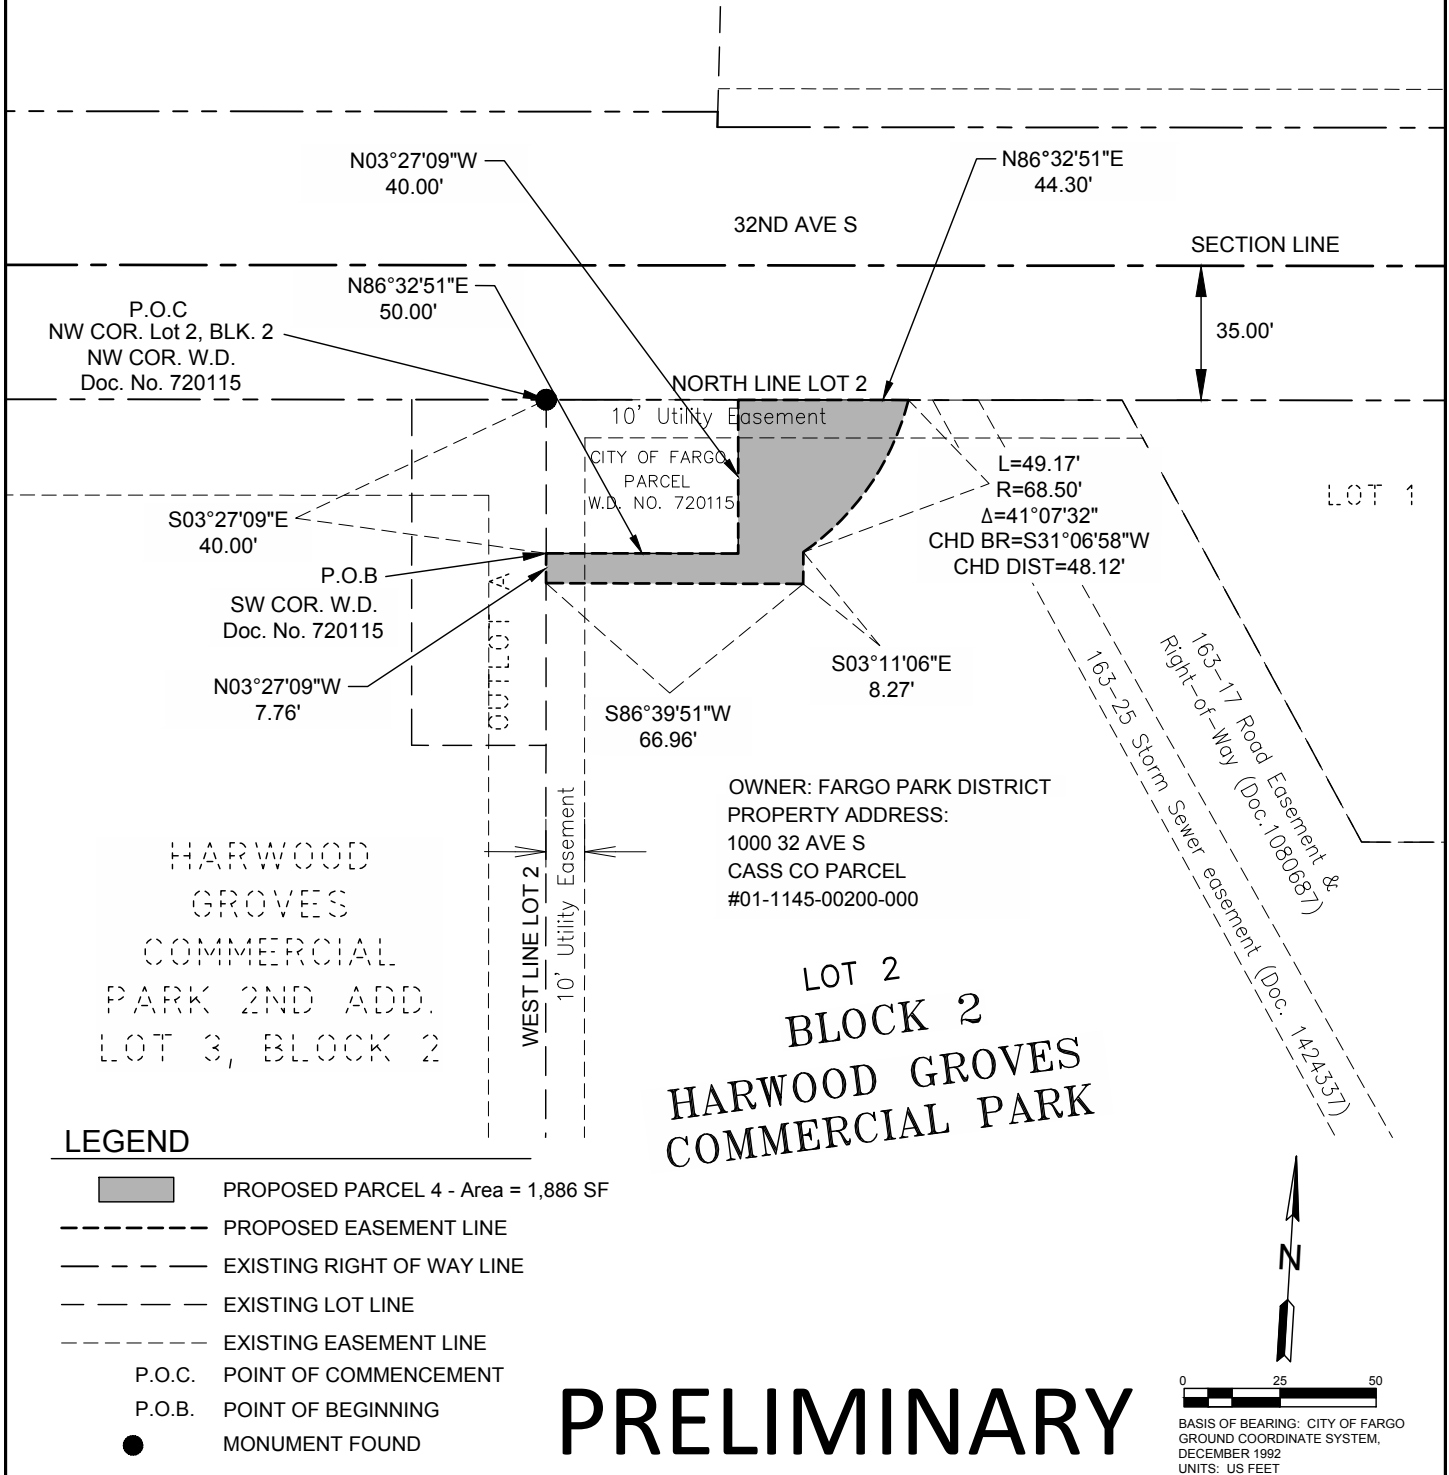 N03°27'09"W
40.00'
N86°32'51"E
44.30'
32ND AVE S
SECTION LINE
N86°32'51"E
50.00'
P.O.C
NW COR. Lot 2, BLK. 2
NW COR. W.D.
Doc. No. 720115
35.00'
NORTH LINE LOT 2
10' Utility Easement
CITY OF FARGO
PARCEL
W.D. NO. 720115
L=49.17'
R=68.50'
Δ=41°07'32"
CHD BR=S31°06'58"W
CHD DIST=48.12'
LOT 1
S03°27'09"E
40.00'
P.O.B
SW COR. W.D.
Doc. No. 720115
OUTLOT A
N03°27'09"W
7.76'
S86°39'51"W
66.96'
S03°11'06"E
8.27'
163-17 Road Easement &
Right-of-Way (Doc.1080687)
163-25 Storm Sewer easement (Doc. 1424337)
OWNER: FARGO PARK DISTRICT
PROPERTY ADDRESS:
1000 32 AVE S
CASS CO PARCEL
#01-1145-00200-000
HARWOOD
GROVES
COMMERCIAL
PARK 2ND ADD.
LOT 3, BLOCK 2
WEST LINE LOT 2
10' Utility Easement
LOT 2
BLOCK 2
HARWOOD GROVES
COMMERCIAL PARK
LEGEND
PROPOSED PARCEL 4 - Area = 1,886 SF
PROPOSED EASEMENT LINE
EXISTING RIGHT OF WAY LINE
EXISTING LOT LINE
EXISTING EASEMENT LINE
P.O.C. POINT OF COMMENCEMENT
P.O.B. POINT OF BEGINNING
MONUMENT FOUND
PRELIMINARY
N
0 25 50
BASIS OF BEARING: CITY OF FARGO
GROUND COORDINATE SYSTEM,
DECEMBER 1992
UNITS: US FEET